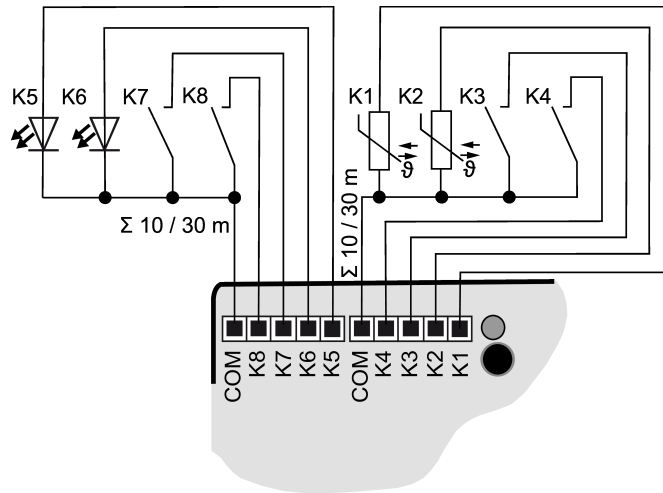 K5 K6 K7 K8 K1 K2 K3 K4
ϑ ϑ
Σ 10 / 30 m
Σ 10 / 30 m
COM K8 K7 K6 K5 COM K4 K3 K2 K1